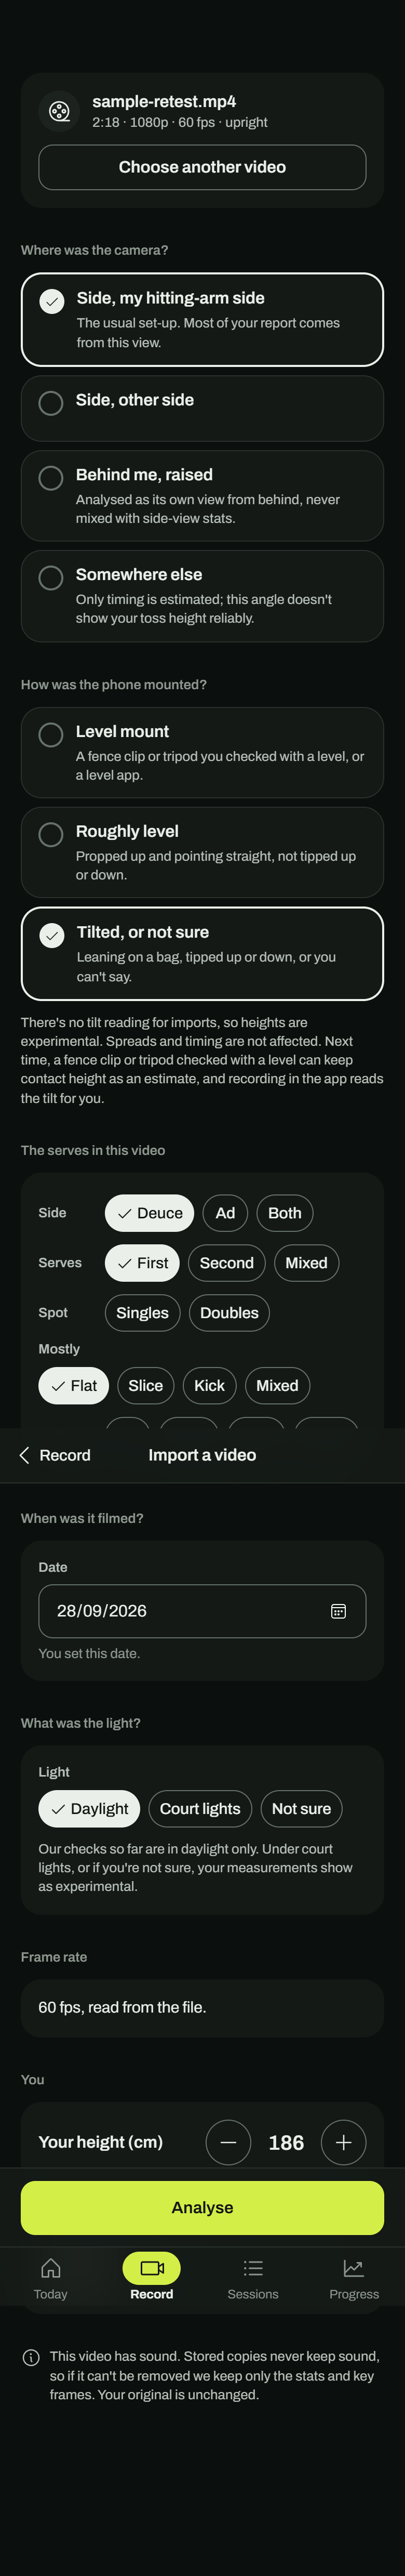 sample-retest.mp4
2:18 · 1080p · 60 fps · upright
Choose another video
Where was the camera?
Side, my hitting-arm side
The usual set-up. Most of your report comes
from this view.
Side, other side
Behind me, raised
Analysed as its own view from behind, never
mixed with side-view stats.
Somewhere else
Only timing is estimated; this angle doesn't
show your toss height reliably.
How was the phone mounted?
Level mount
A fence clip or tripod you checked with a level, or
a level app.
Roughly level
Propped up and pointing straight, not tipped up
or down.
Tilted, or not sure
Leaning on a bag, tipped up or down, or you
can't say.
There's no tilt reading for imports, so heights are
experimental. Spreads and timing are not affected. Next
time, a fence clip or tripod checked with a level can keep
contact height as an estimate, and recording in the app reads
the tilt for you.
The serves in this video
Side Deuce Ad Both
Serves First Second Mixed
Spot Singles Doubles
Mostly
Flat Slice Kick Mixed
Record Import a video
When was it filmed?
Date
28/09/2026
You set this date.
What was the light?
Light
Daylight Court lights Not sure
Our checks so far are in daylight only. Under court
lights, or if you're not sure, your measurements show
as experimental.
Frame rate
60 fps, read from the file.
You
Your height (cm) 186
Analyse
Today Record Sessions Progress
This video has sound. Stored copies never keep sound,
so if it can't be removed we keep only the stats and key
frames. Your original is unchanged.